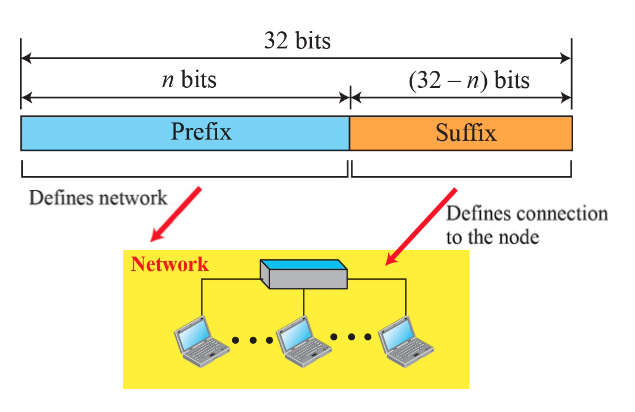 32 bits
n bits
(32 – n) bits
Prefix
Suffix
Defines network
Defines connection
to the node
Network